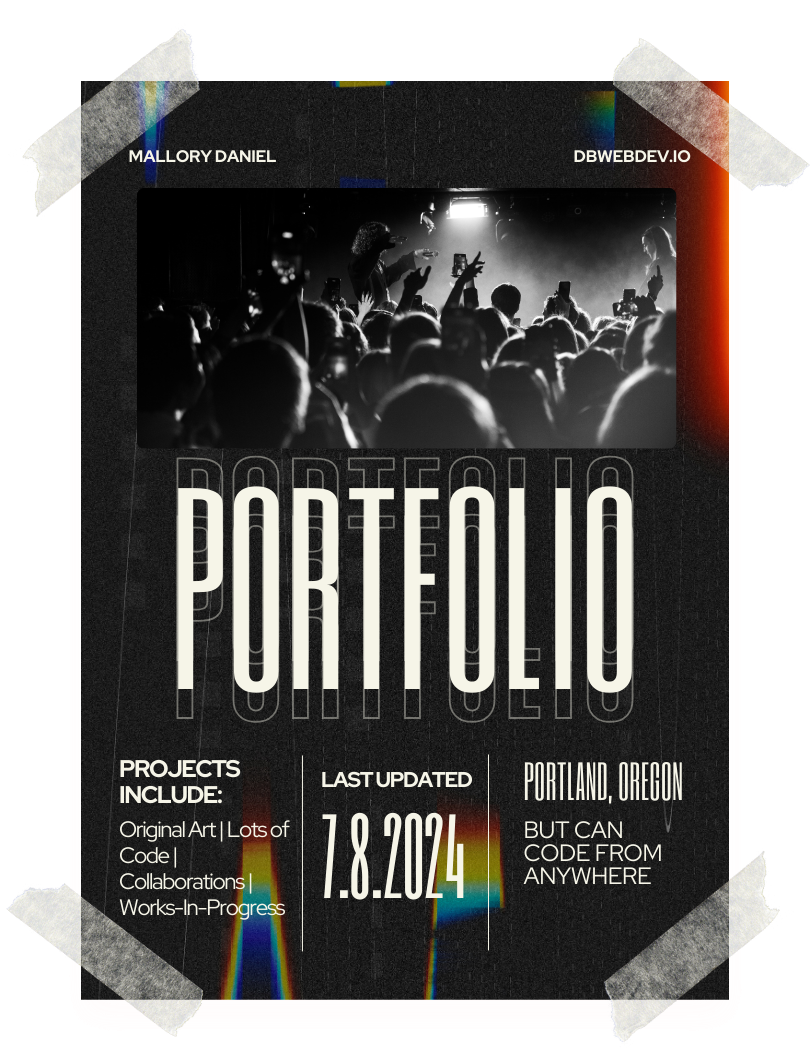 MALLORY DANIEL
DBWEBDEV.IO
PORTFOLIO
PROJECTS
INCLUDE:
Original Art | Lots of
Code |
Collaborations |
Works-In-Progress
LAST UPDATED
7.8.2024
PORTLAND, OREGON
BUT CAN
CODE FROM
ANYWHERE